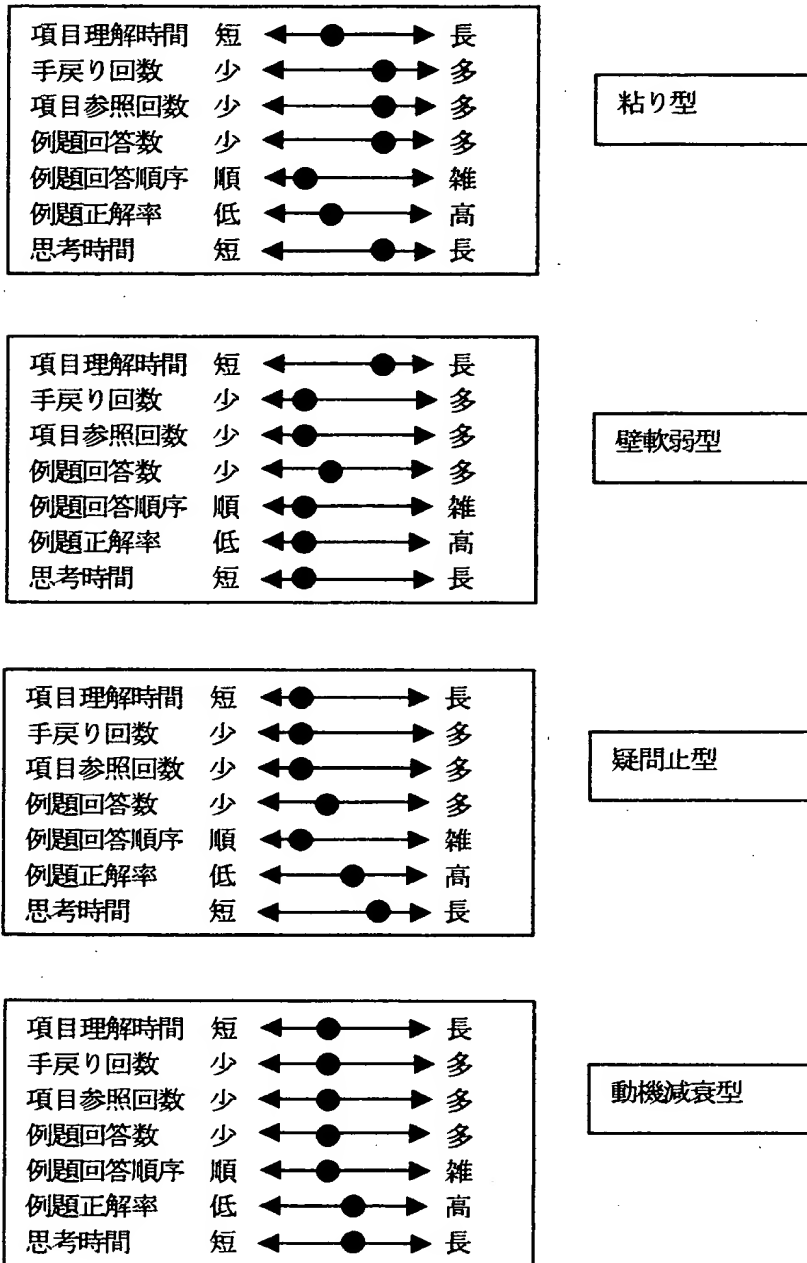 項目理解時間 短 長
手戻り回数 少 多
項目参照回数 少 多
例題回答数 少 多
例題回答順序 順 雑
例題正解率 低 高
思考時間 短 長
粘り型
項目理解時間 短 長
手戻り回数 少 多
項目参照回数 少 多
例題回答数 少 多
例題回答順序 順 雑
例題正解率 低 高
思考時間 短 長
壁軟弱型
項目理解時間 短 長
手戻り回数 少 多
項目参照回数 少 多
例題回答数 少 多
例題回答順序 順 雑
例題正解率 低 高
思考時間 短 長
疑問止型
項目理解時間 短 長
手戻り回数 少 多
項目参照回数 少 多
例題回答数 少 多
例題回答順序 順 雑
例題正解率 低 高
思考時間 短 長
動機減衰型